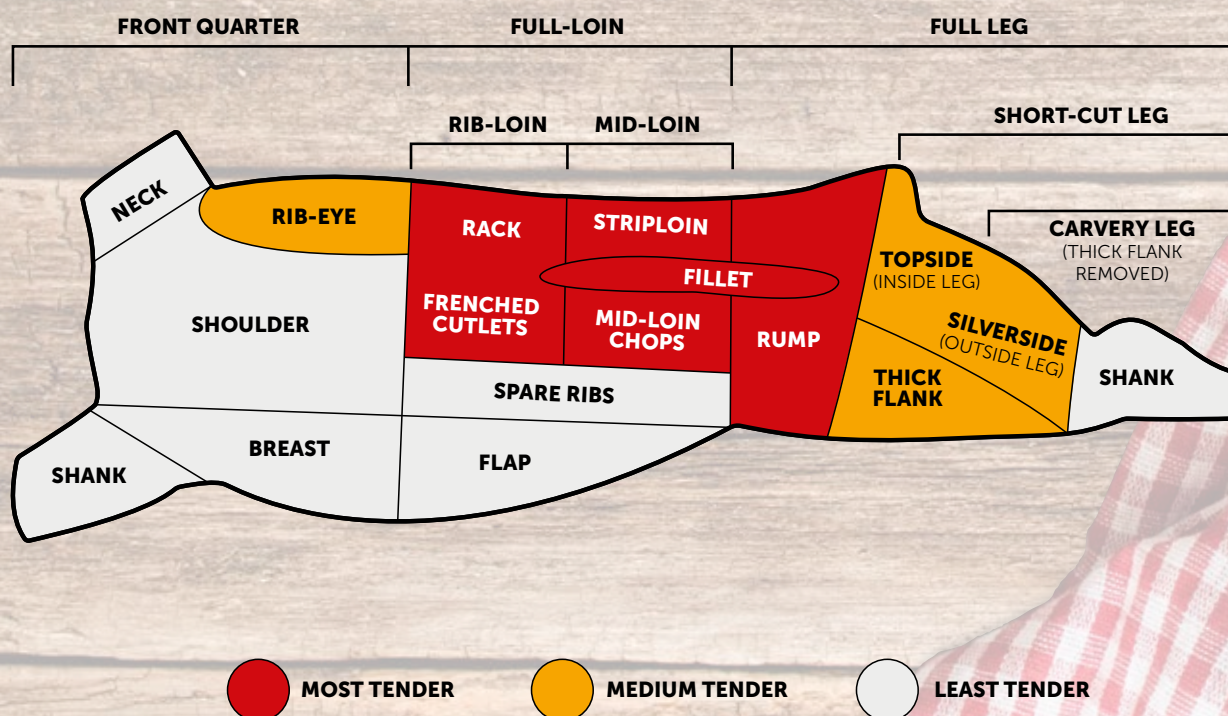 FRONT QUARTER
FULL-LOIN
FULL LEG
RIB-LOIN
MID-LOIN
SHORT-CUT LEG
NECK
RIB-EYE
RACK
STRIPLOIN
CARVERY LEG
(THICK FLANK
REMOVED)
TOPSIDE
(INSIDE LEG)
FILLET
FRENCHED
CUTLETS
MID-LOIN
CHOPS
SHOULDER
RUMP
SILVERSIDE
(OUTSIDE LEG)
THICK
FLANK
SHANK
SPARE RIBS
BREAST
FLAP
SHANK
MOST TENDER
MEDIUM TENDER
LEAST TENDER